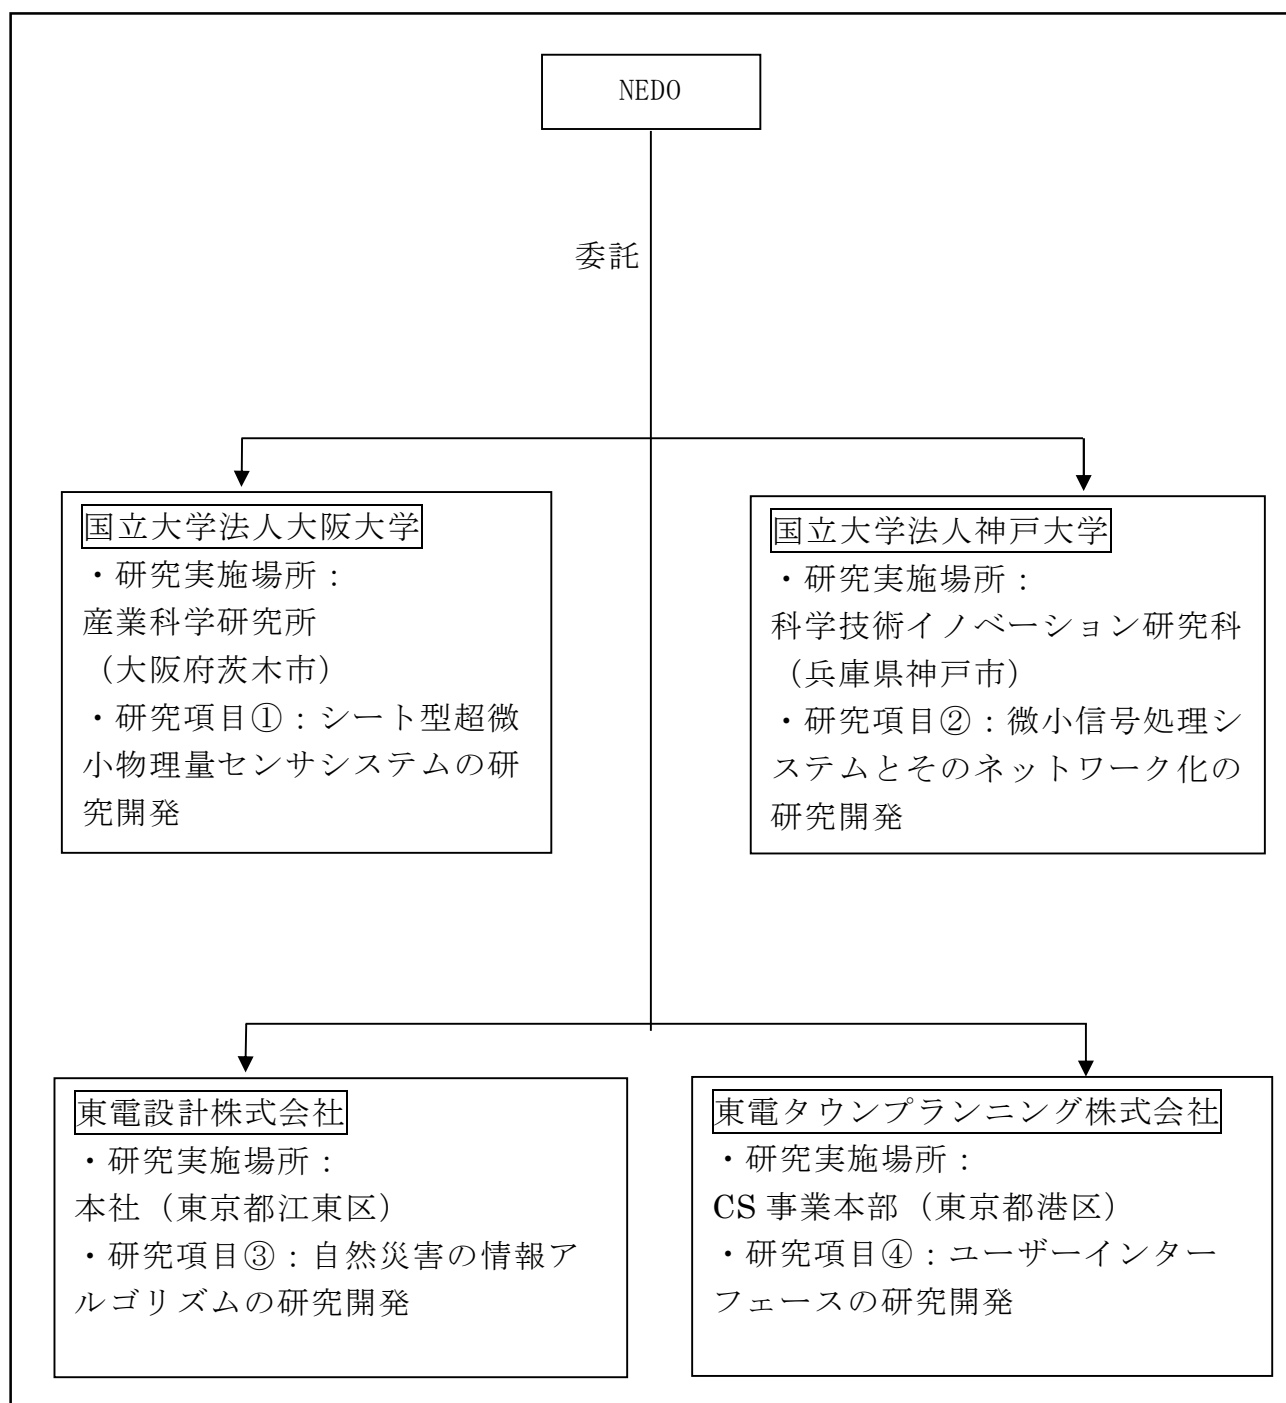 NEDO
委託
国立大学法人大阪大学
・研究実施場所：
産業科学研究所
（大阪府茨木市）
・研究項目①：シート型超微
小物理量センサシステムの研
究開発
国立大学法人神戸大学
・研究実施場所：
科学技術イノベーション研究科
（兵庫県神戸市）
・研究項目②：微小信号処理シ
ステムとそのネットワーク化の
研究開発
東電設計株式会社
・研究実施場所：
本社（東京都江東区）
・研究項目③：自然災害の情報ア
ルゴリズムの研究開発
東電タウンプランニング株式会社
・研究実施場所：
CS 事業本部（東京都港区）
・研究項目④：ユーザーインター
フェースの研究開発